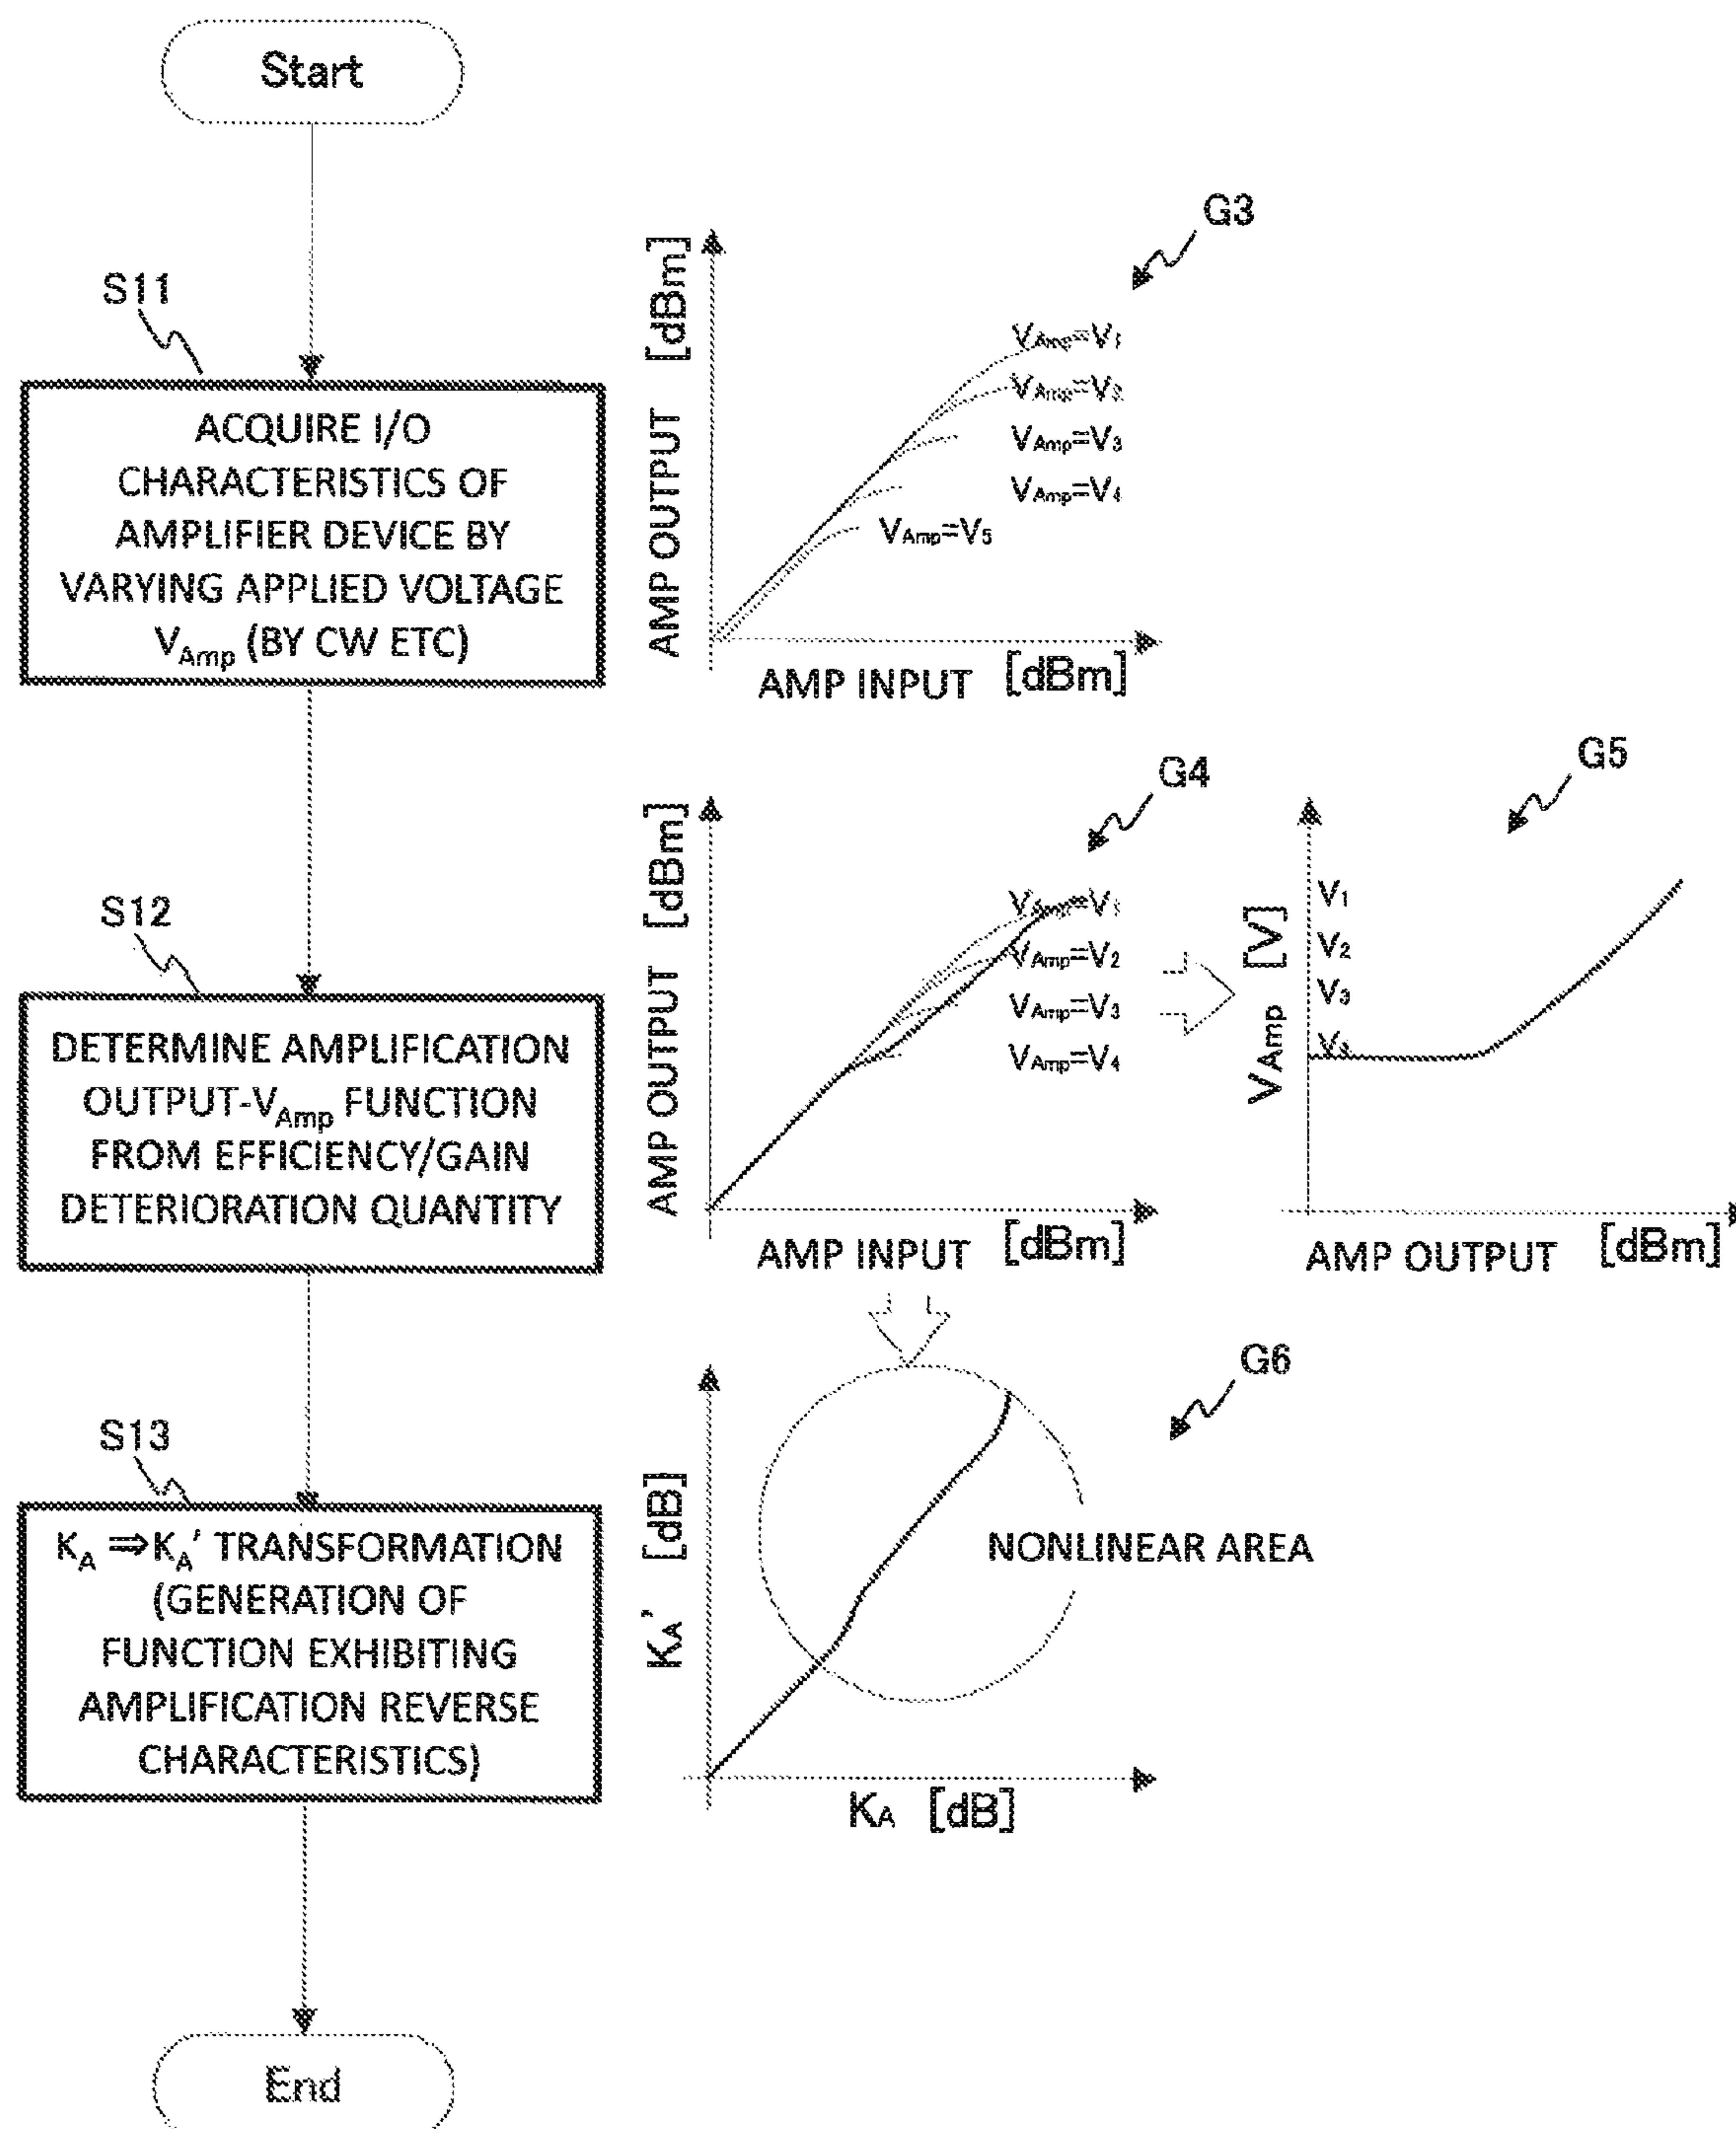 Start
S11
ACQUIRE I/O
CHARACTERISTICS OF
AMPLIFIER DEVICE BY
VARYING APPLIED VOLTAGE
VAmp (BY CW ETC)
G3
AMP OUTPUT [dBm]
VAmp=V1
VAmp=V2
VAmp=V3
VAmp=V4
VAmp=V5
AMP INPUT [dBm]
S12
DETERMINE AMPLIFICATION
OUTPUT-VAmp FUNCTION
FROM EFFICIENCY/GAIN
DETERIORATION QUANTITY
G4
AMP OUTPUT [dBm]
VAmp=V1
VAmp=V2
VAmp=V3
VAmp=V4
AMP INPUT [dBm]
G5
VAmp [V]
V1
V2
V3
V4
AMP OUTPUT [dBm]
S13
KA ⇒KA' TRANSFORMATION
(GENERATION OF
FUNCTION EXHIBITING
AMPLIFICATION REVERSE
CHARACTERISTICS)
G6
KA' [dB]
NONLINEAR AREA
KA [dB]
End